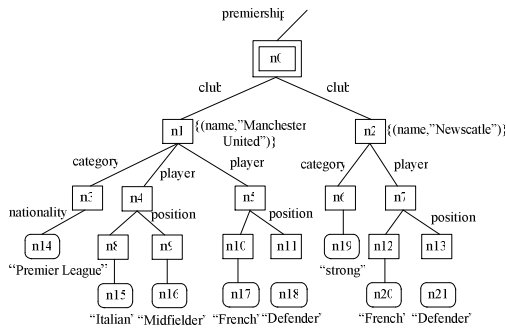 premiership
n0
club club
n1 {(name,"Manchester United")}
n2 {(name,"Newscatle")}
category player player
category player
n3 n4 n5 n6 n7
nationality position position position
n14 n8 n9 n10 n11 n19 n12 n13
"Premier League" "strong"
n15 n16 n17 n18 n20 n21
"Italian" "Midfielder" "French" "Defender" "French" "Defender"